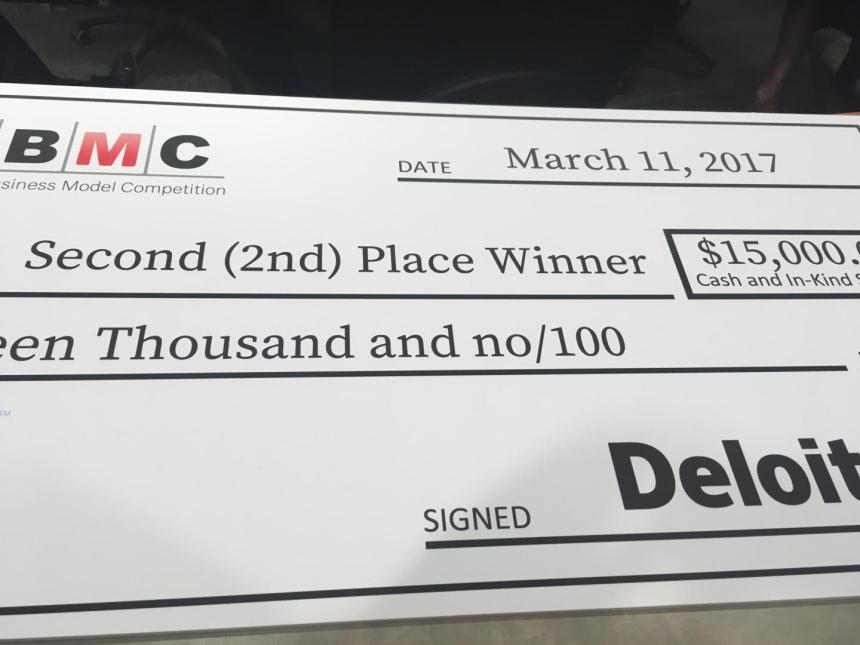 BMC
siness Model Competition
DATE March 11, 2017
Second (2nd) Place Winner $15,000.
Cash and In-Kind
een Thousand and no/100
TM
SIGNED Deloit